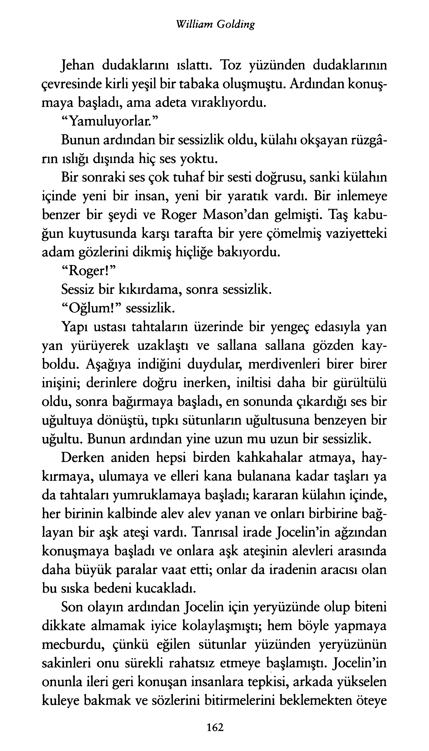 William Golding
Jehan dudaklarını ıslattı. Toz yüzünden dudaklarının
çevresinde kirli yeşil bir tabaka oluşmuştu. Ardından konuş-
maya başladı, ama adeta vıraklıyordu.
“Yamuluyorlar.”
Bunun ardından bir sessizlik oldu, külahı okşayan rüzgâ-
rın ıslığı dışında hiç ses yoktu.
Bir sonraki ses çok tuhaf bir sesti doğrusu, sanki külahın
içinde yeni bir insan, yeni bir yaratık vardı. Bir inlemeye
benzer bir şeydi ve Roger Mason’dan gelmişti. Taş kabu-
ğun kuytusunda karşı tarafta bir yere çömelmiş vaziyetteki
adam gözlerini dikmiş hiçliğe bakıyordu.
“Roger!”
Sessiz bir kıkırdama, sonra sessizlik.
“Oğlum!” sessizlik.
Yapı ustası tahtaların üzerinde bir yengeç edasıyla yan
yan yürüyerek uzaklaştı ve sallana sallana gözden kay-
boldu. Aşağıya indiğini duydular, merdivenleri birer birer
inişini; derinlere doğru inerken, iniltisi daha bir gürültülü
oldu, sonra bağırmaya başladı, en sonunda çıkardığı ses bir
uğultuya dönüştü, tıpkı sütunların uğultusuna benzeyen bir
uğultu. Bunun ardından yine uzun mu uzun bir sessizlik.
Derken aniden hepsi birden kahkahalar atmaya, hay-
kırmaya, ulumaya ve elleri kana bulanana kadar taşları ya
da tahtaları yumruklamaya başladı; kararan külahın içinde,
her birinin kalbinde alev alev yanan ve onları birbirine bağ-
layan bir aşk ateşi vardı. Tanrısal irade Jocelin’in ağzından
konuşmaya başladı ve onlara aşk ateşinin alevleri arasında
daha büyük paralar vaat etti; onlar da iradenin aracısı olan
bu sıska bedeni kucakladı.
Son olayın ardından Jocelin için yeryüzünde olup biteni
dikkate almamak iyice kolaylaşmıştı; hem böyle yapmaya
mecburdu, çünkü eğilen sütunlar yüzünden yeryüzünün
sakinleri onu sürekli rahatsız etmeye başlamıştı. Jocelin’in
onunla ileri geri konuşan insanlara tepkisi, arkada yükselen
kuleye bakmak ve sözlerini bitirmelerini beklemekten öteye
162